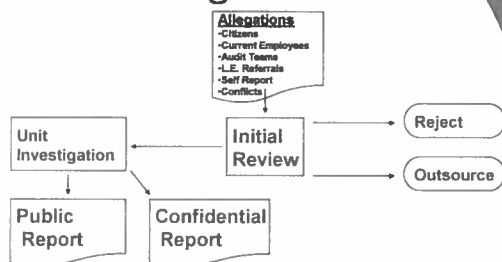 Allegations
-Citizens
-Current Employees
-Audit Teams
-L.E. Referrals
-Self Report
-Conflicts
Unit
Investigation
Initial
Review
Reject
Outsource
Public
Report
Confidential
Report